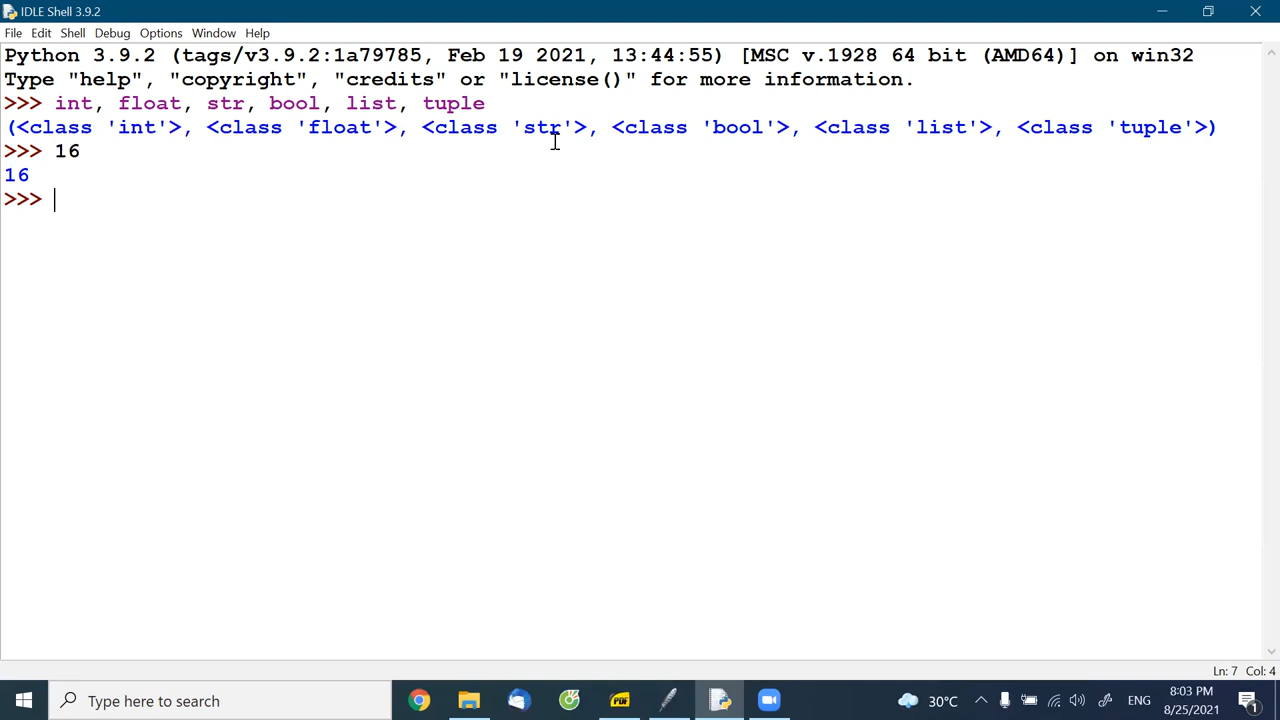 IDLE Shell 3.9.2
File Edit Shell Debug Options Window Help
Python 3.9.2 (tags/v3.9.2:1a79785, Feb 19 2021, 13:44:55) [MSC v.1928 64 bit (AMD64)] on win32
Type "help", "copyright", "credits" or "license()" for more information.
>>> int, float, str, bool, list, tuple
(<class 'int'>, <class 'float'>, <class 'str'>, <class 'bool'>, <class 'list'>, <class 'tuple'>)
>>> 16
16
>>>
Ln: 7 Col: 4
Type here to search
PDF
30°C
ENG
8:03 PM
8/25/2021
1